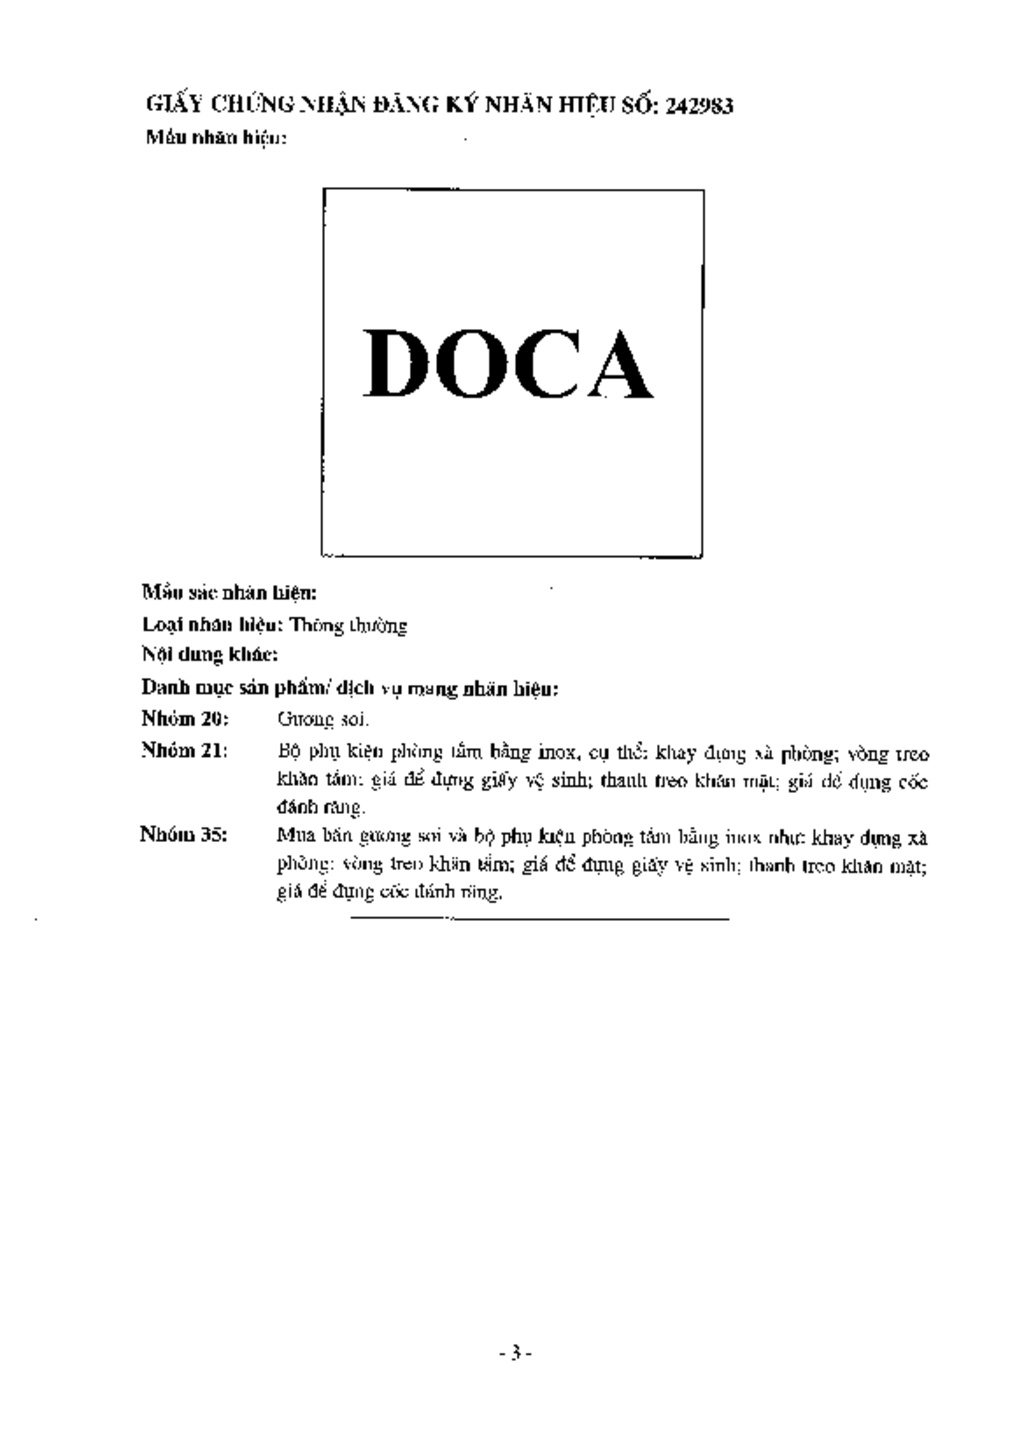 GIẤY CHỨNG NHẬN ĐĂNG KÝ NHÃN HIỆU SỐ: 242983
Mẫu nhãn hiệu:
DOCA
Mầu sắc nhãn hiệu:
Loại nhãn hiệu: Thông thường
Nội dung khác:
Danh mục sản phẩm/ dịch vụ mang nhãn hiệu:
Nhóm 20: Gương soi.
Nhóm 21: Bộ phụ kiện phòng tắm bằng inox, cụ thể: khay đựng xà phòng; vòng treo
khăn tắm; giá để đựng giấy vệ sinh; thanh treo khăn mặt; giá để đựng cốc
đánh răng.
Nhóm 35: Mua bán gương soi và bộ phụ kiện phòng tắm bằng inox như: khay đựng xà
phòng; vòng treo khăn tắm; giá để đựng giấy vệ sinh; thanh treo khăn mặt;
giá để đựng cốc đánh răng.
- 3 -